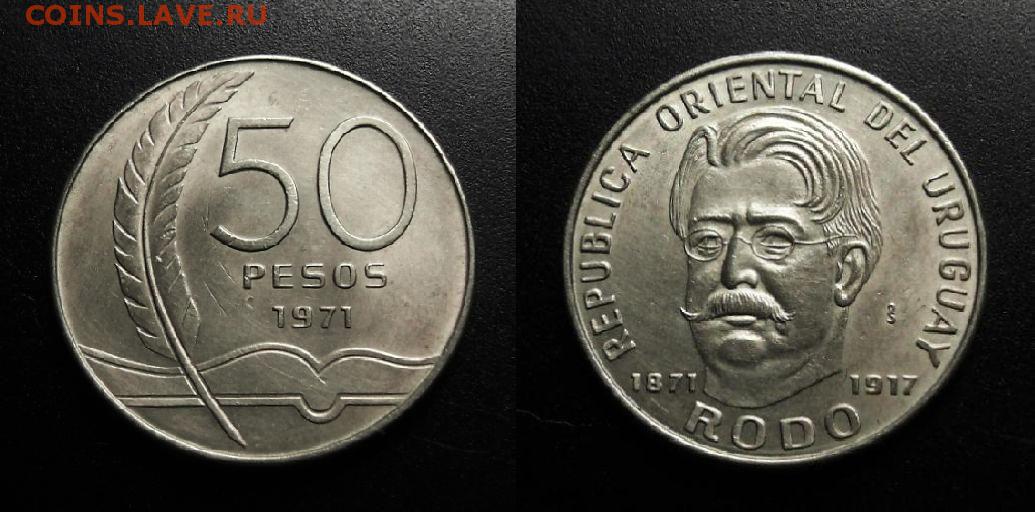 COINS.LAVE.RU
50
PESOS
1971
REPUBLICA ORIENTAL DEL URUGUAY
1871 1917
RODO